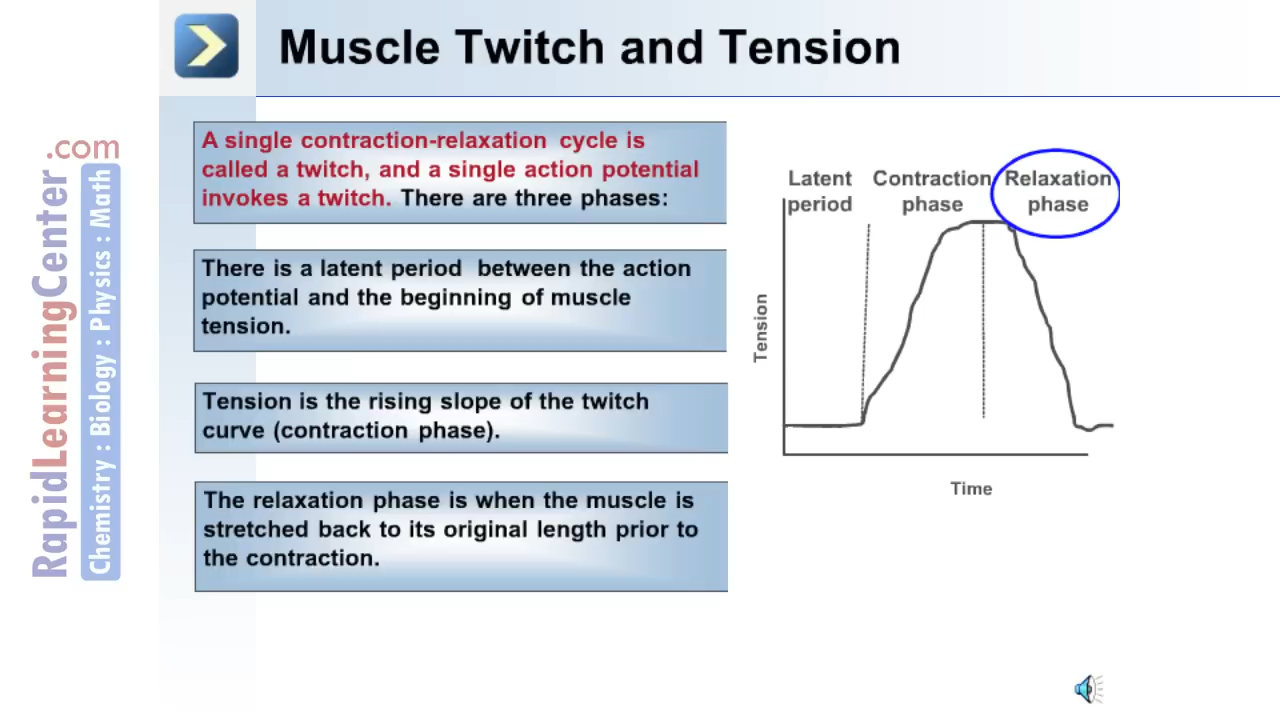 Muscle Twitch and Tension
A single contraction-relaxation cycle is
called a twitch, and a single action potential
invokes a twitch. There are three phases:
There is a latent period between the action
potential and the beginning of muscle
tension.
Tension is the rising slope of the twitch
curve (contraction phase).
The relaxation phase is when the muscle is
stretched back to its original length prior to
the contraction.
Latent
period
Contraction
phase
Relaxation
phase
Tension
Time
RapidLearningCenter.com
Chemistry : Biology : Physics : Math